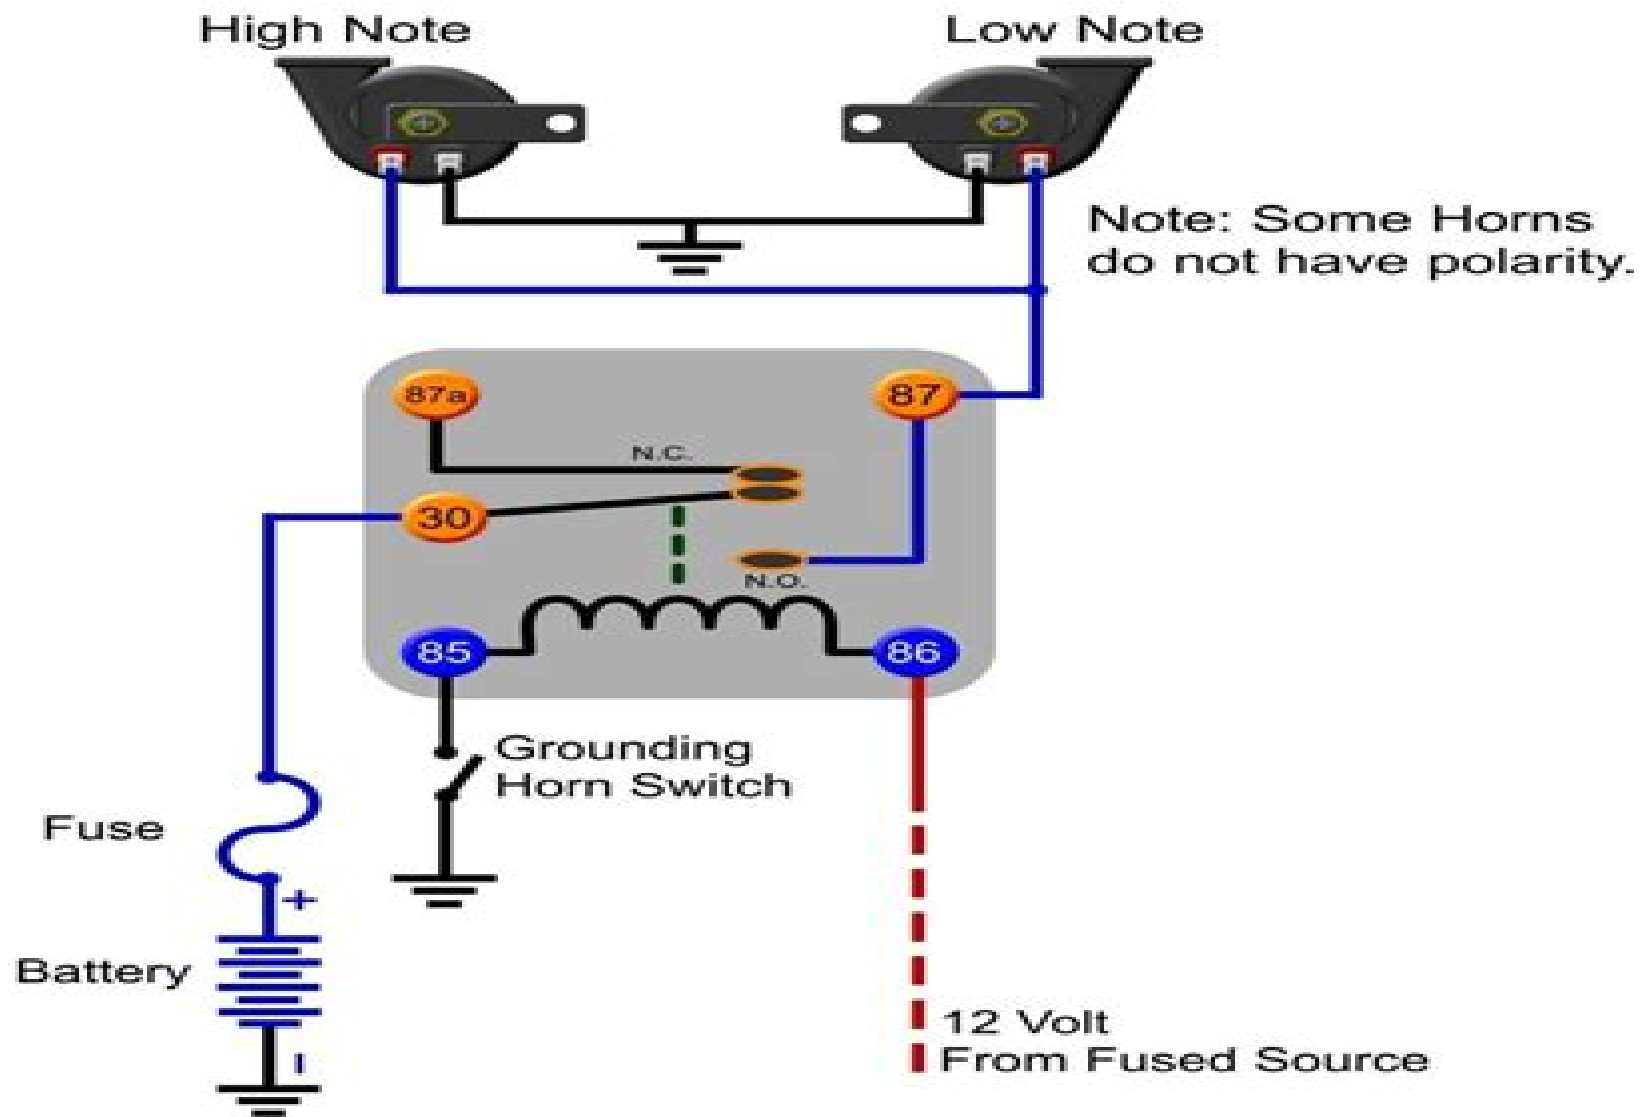 High Note
Low Note
Note: Some Horns
do not have polarity.
87a
87
N.C.
30
N.O.
85
86
Grounding
Horn Switch
Fuse
+
Battery
12 Volt
From Fused Source
–